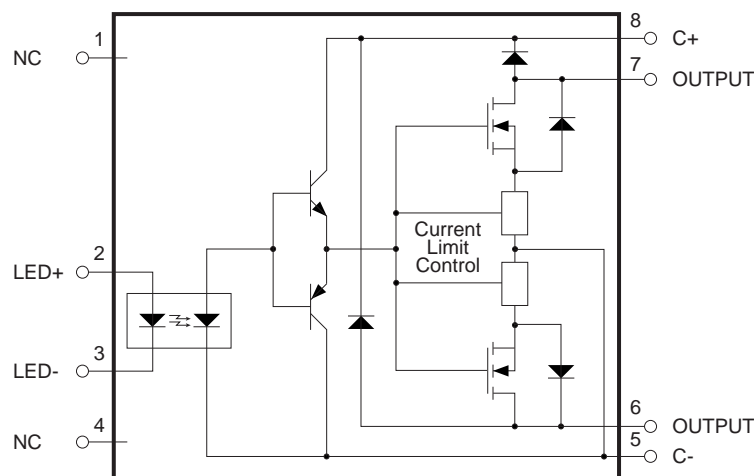 8
C+
1
NC
7
OUTPUT
Current
Limit
Control
2
LED+
3
LED-
6
OUTPUT
4
NC
5
C-